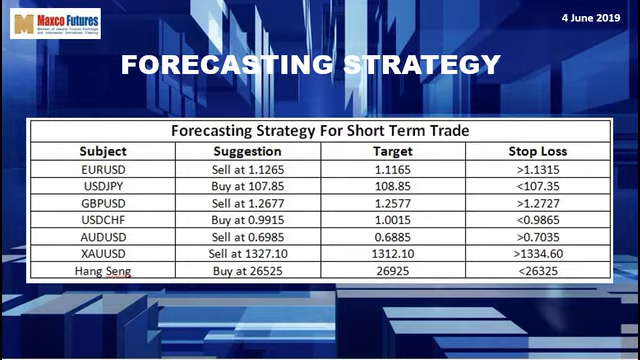 Maxco Futures
4 June 2019
FORECASTING STRATEGY
Forecasting Strategy For Short Term Trade
Subject Suggestion Target Stop Loss
EURUSD Sell at 1.1265 1.1165 >1.1315
USDJPY Buy at 107.85 108.85 <107.35
GBPUSD Sell at 1.2677 1.2577 >1.2727
USDCHF Buy at 0.9915 1.0015 <0.9865
AUDUSD Sell at 0.6985 0.6885 >0.7035
XAUUSD Sell at 1327.10 1312.10 >1334.60
Hang Seng Buy at 26525 26925 <26325